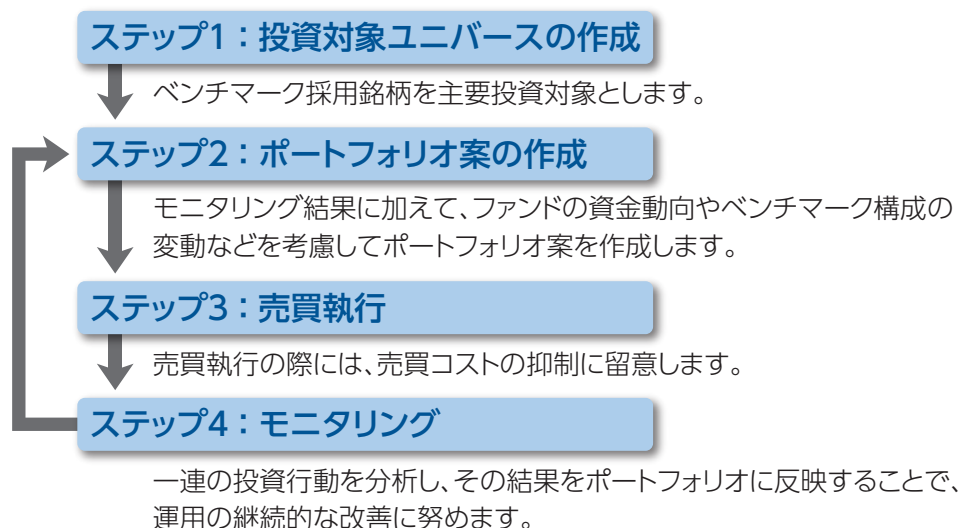 ステップ1：投資対象ユニバースの作成
ベンチマーク採用銘柄を主要投資対象とします。
ステップ2：ポートフォリオ案の作成
モニタリング結果に加えて、ファンドの資金動向やベンチマーク構成の
変動などを考慮してポートフォリオ案を作成します。
ステップ3：売買執行
売買執行の際には、売買コストの抑制に留意します。
ステップ4：モニタリング
一連の投資行動を分析し、その結果をポートフォリオに反映することで、
運用の継続的な改善に努めます。